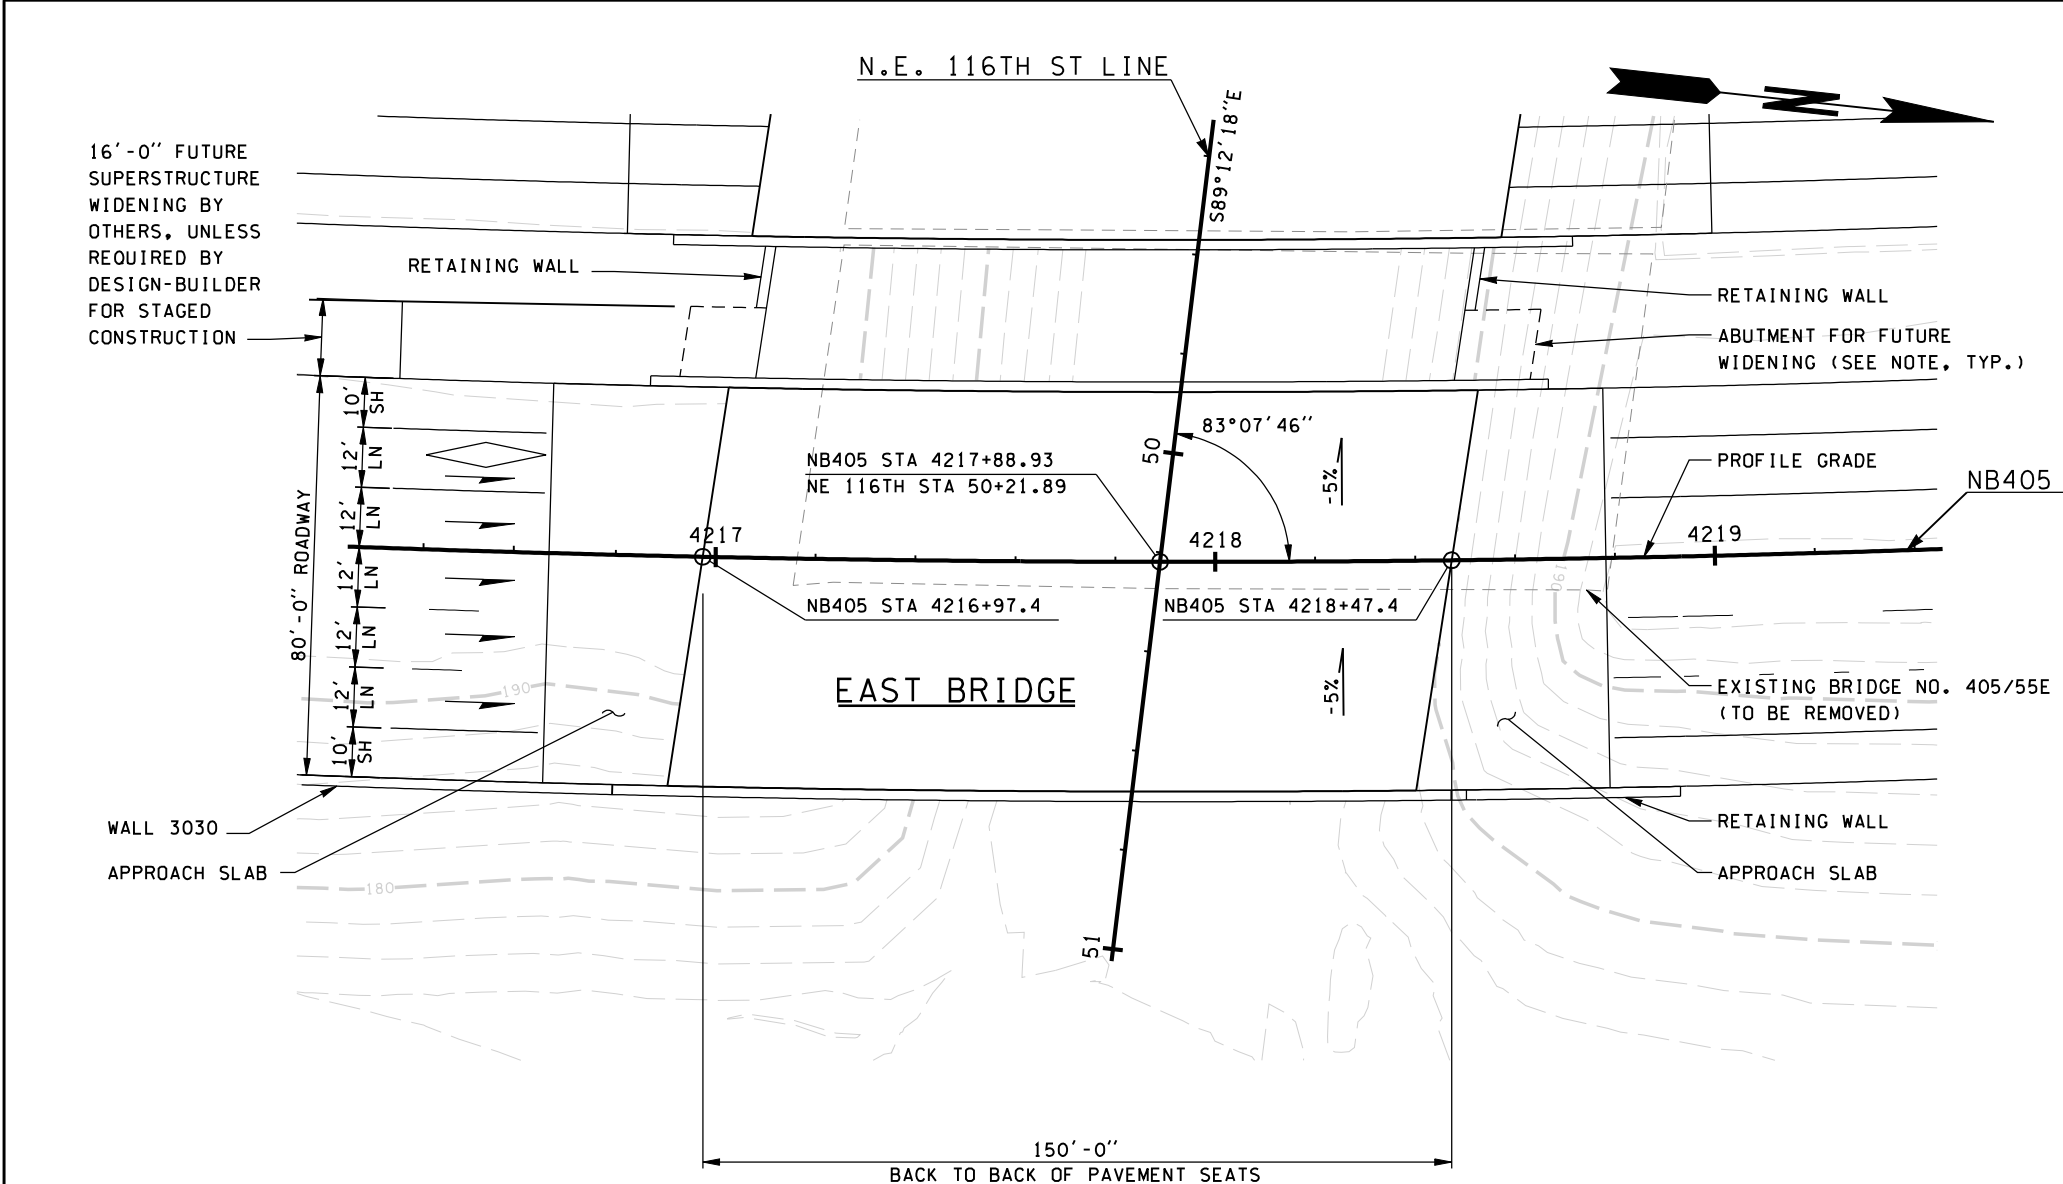 N.E. 116TH ST LINE
N
S89°12'18"E
16'-0" FUTURE
SUPERSTRUCTURE
WIDENING BY
OTHERS, UNLESS
REQUIRED BY
DESIGN-BUILDER
FOR STAGED
CONSTRUCTION
RETAINING WALL
RETAINING WALL
ABUTMENT FOR FUTURE
WIDENING (SEE NOTE, TYP.)
10'
SH
12'
LN
12'
LN
12'
LN
12'
LN
12'
LN
10'
SH
80'-0" ROADWAY
50
83°07'46"
-5%
NB405 STA 4217+88.93
NE 116TH STA 50+21.89
PROFILE GRADE
NB405
4217
4218
4219
190
NB405 STA 4216+97.4
NB405 STA 4218+47.4
-5%
EAST BRIDGE
190
EXISTING BRIDGE NO. 405/55E
(TO BE REMOVED)
WALL 3030
RETAINING WALL
APPROACH SLAB
180
APPROACH SLAB
51
150'-0"
BACK TO BACK OF PAVEMENT SEATS